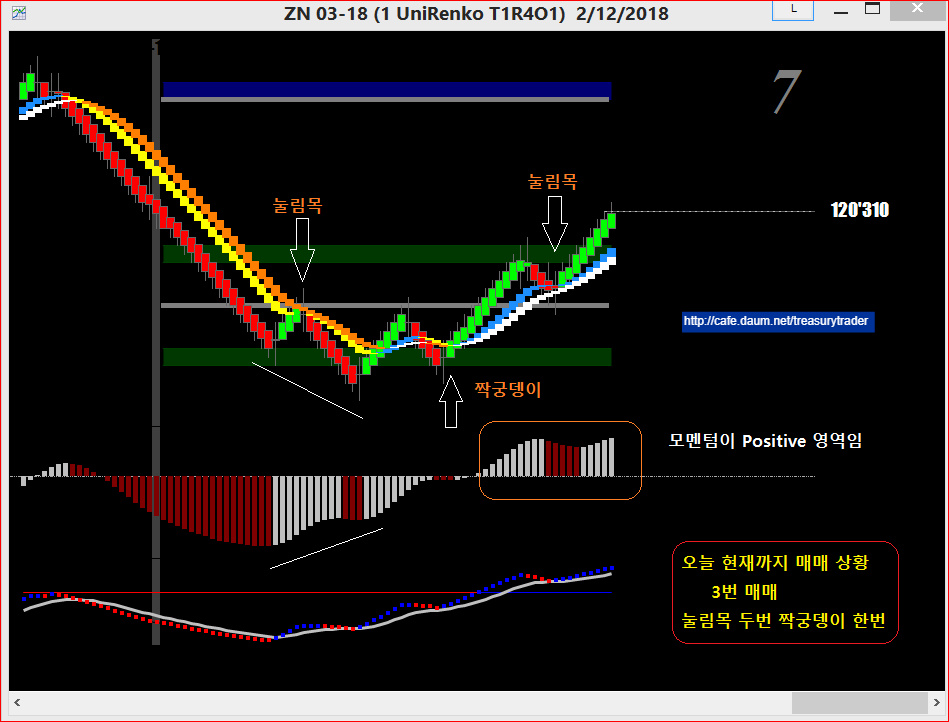 ZN 03-18 (1 UniRenko T1R4O1)  2/12/2018
L
7
눌림목
눌림목
120'310
http://cafe.daum.net/treasurytrader
짝궁뎅이
모멘텀이 Positive 영역임
오늘 현재까지 매매 상황
3번 매매
눌림목 두번 짝궁뎅이 한번